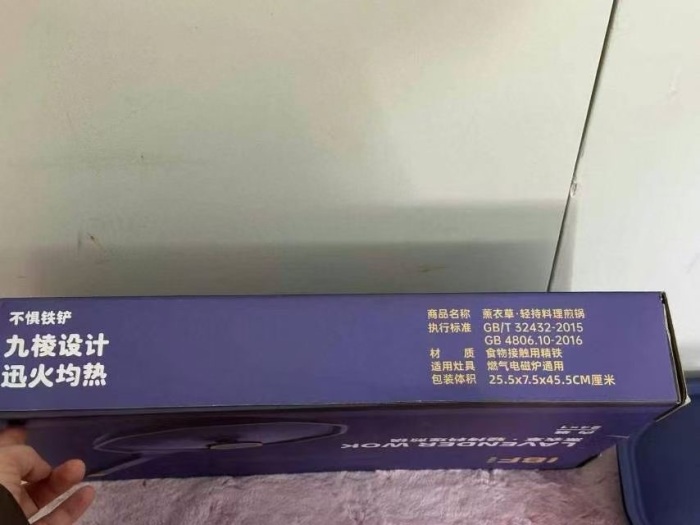 不惧铁铲
九棱设计
迅火均热
商品名称 薰衣草·轻持料理煎锅
执行标准 GB/T 32432-2015
GB 4806.10-2016
材 质 食物接触用精铁
适用灶具 燃气电磁炉通用
包装体积 25.5x7.5x45.5CM厘米
LAVENDER WOK